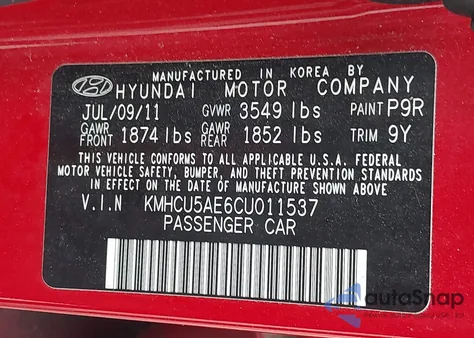 MANUFACTURED IN KOREA BY
HYUNDAI MOTOR COMPANY
JUL/09/11 GVWR 3549 lbs PAINT P9R
GAWR FRONT 1874 lbs GAWR REAR 1852 lbs TRIM 9Y
THIS VEHICLE CONFORMS TO ALL APPLICABLE U.S.A. FEDERAL
MOTOR VEHICLE SAFETY, BUMPER, AND THEFT PREVENTION STANDARDS
IN EFFECT ON THE DATE OF MANUFACTURE SHOWN ABOVE
V.I.N KMHCU5AE6CU011537
PASSENGER CAR
autoSnap